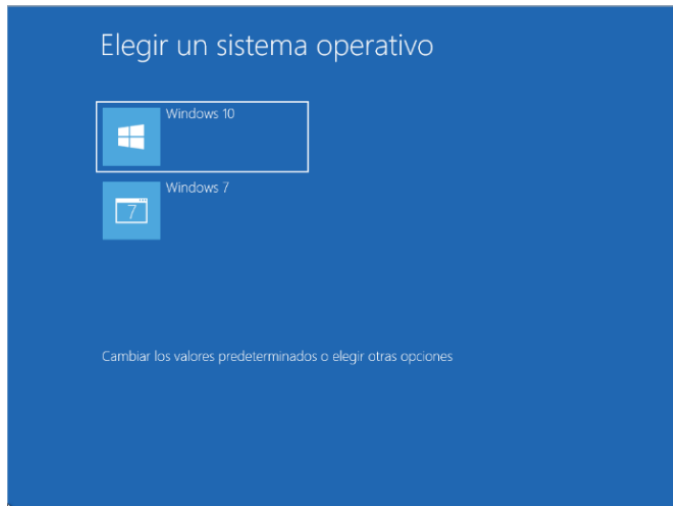 Elegir un sistema operativo
Windows 10
Windows 7
7
Cambiar los valores predeterminados o elegir otras opciones